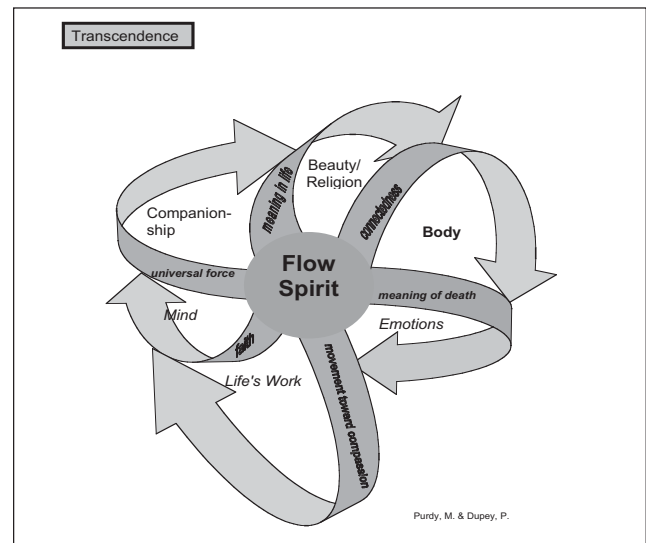 Transcendence
Beauty/
Religion
meaning in life
connectedness
Companion-
ship
Body
universal force
Flow
Spirit
meaning of death
Mind
faith
Emotions
Life's Work
movement toward compassion
Purdy, M. & Dupey, P.